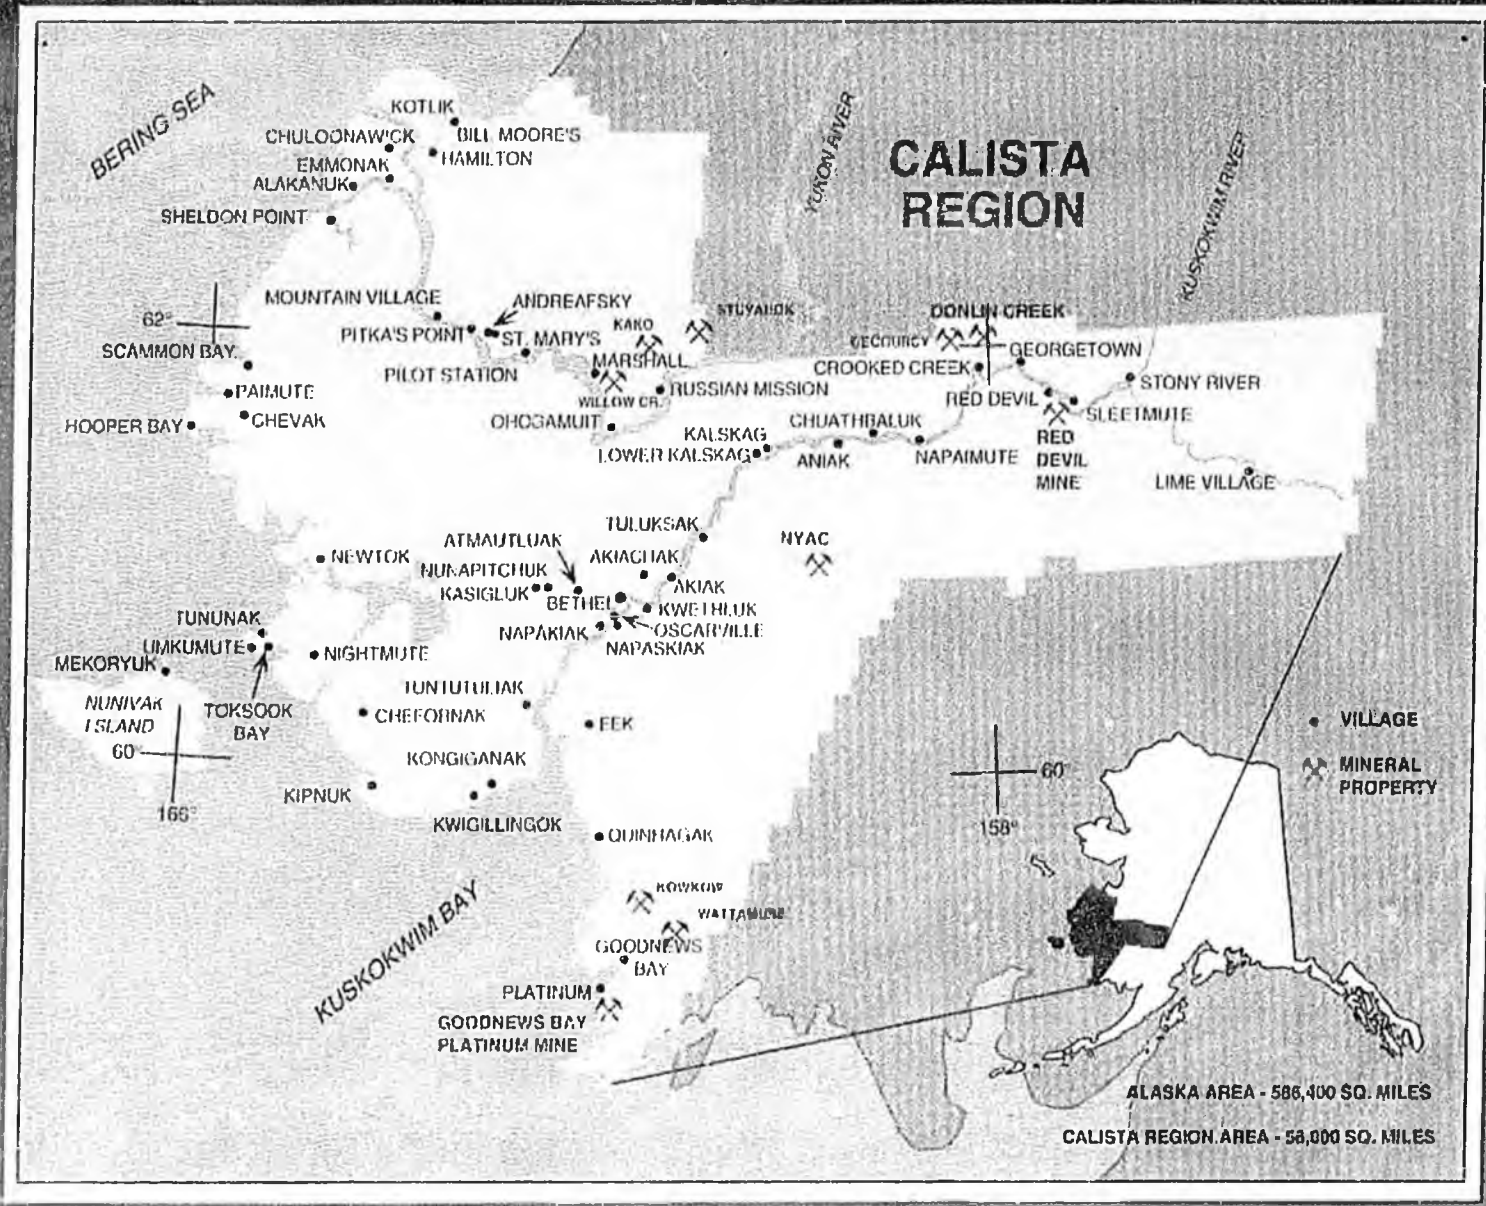 BERING SEA
KOTLIK
BILL MOORE'S
CHULOONAWICK
HAMILTON
EMMONAK
ALAKANUK
SHELDON POINT
YUKON RIVER
CALISTA
REGION
KUSKOKWIM RIVER
MOUNTAIN VILLAGE
ANDREAFSKY
STUYAHOK
DONLIN CREEK
62°
PITKA'S POINT
ST. MARY'S
KAKO
DECOURCY
GEORGETOWN
SCAMMON BAY
PILOT STATION
MARSHALL
CROOKED CREEK
STONY RIVER
PAIMUTE
WILLOW CR.
RUSSIAN MISSION
RED DEVIL
SLEETMUTE
HOOPER BAY
CHEVAK
OHOGAMUIT
CHUATHBALUK
KALSKAG
LOWER KALSKAG
ANIAK
NAPAIMUTE
RED
DEVIL
MINE
LIME VILLAGE
TULUKSAK
NYAC
NEWTOK
ATMAUTLUAK
AKIACHAK
NUNAPITCHUK
KASIGLUK
AKIAK
BETHEL
KWETHLUK
TUNUNAK
NAPAKIAK
OSCARVILLE
UMKUMUTE
NIGHTMUTE
NAPASKIAK
MEKORYUK
NUNIVAK
ISLAND
TOKSOOK
BAY
TUNTUTULIAK
CHEFORNAK
EEK
60°
KONGIGANAK
166°
KIPNUK
KWIGILLINGOK
QUINHAGAK
VILLAGE
MINERAL
PROPERTY
60°
158°
KUSKOKWIM BAY
KOWKOW
WATTAMUSE
GOODNEWS
BAY
PLATINUM
GOODNEWS BAY
PLATINUM MINE
ALASKA AREA - 586,400 SQ. MILES
CALISTA REGION AREA - 56,000 SQ. MILES